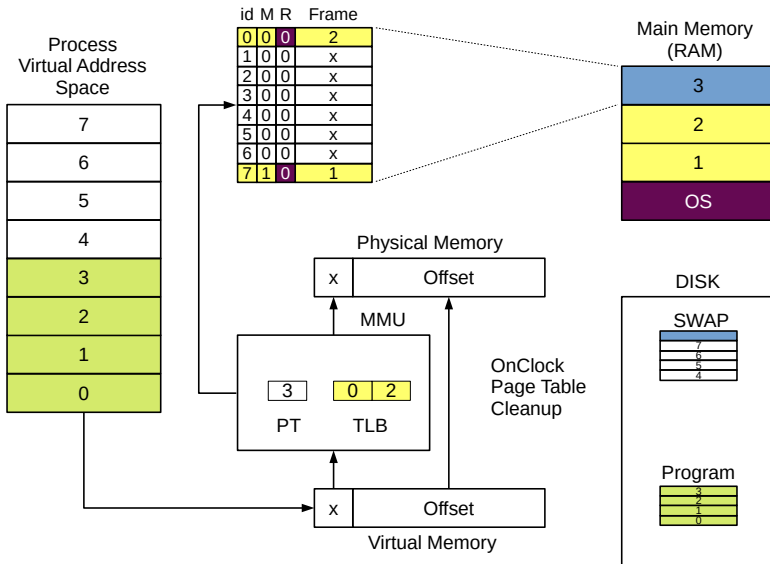 id M R Frame
0 0 0 2
1 0 0 x
2 0 0 x
3 0 0 x
4 0 0 x
5 0 0 x
6 0 0 x
7 1 0 1
Process
Virtual Address
Space
7
6
5
4
3
2
1
0
Main Memory
(RAM)
3
2
1
OS
Physical Memory
x Offset
MMU
3
0 2
PT TLB
OnClock
Page Table
Cleanup
x Offset
Virtual Memory
DISK
SWAP
7
6
5
4
Program
3
2
1
0